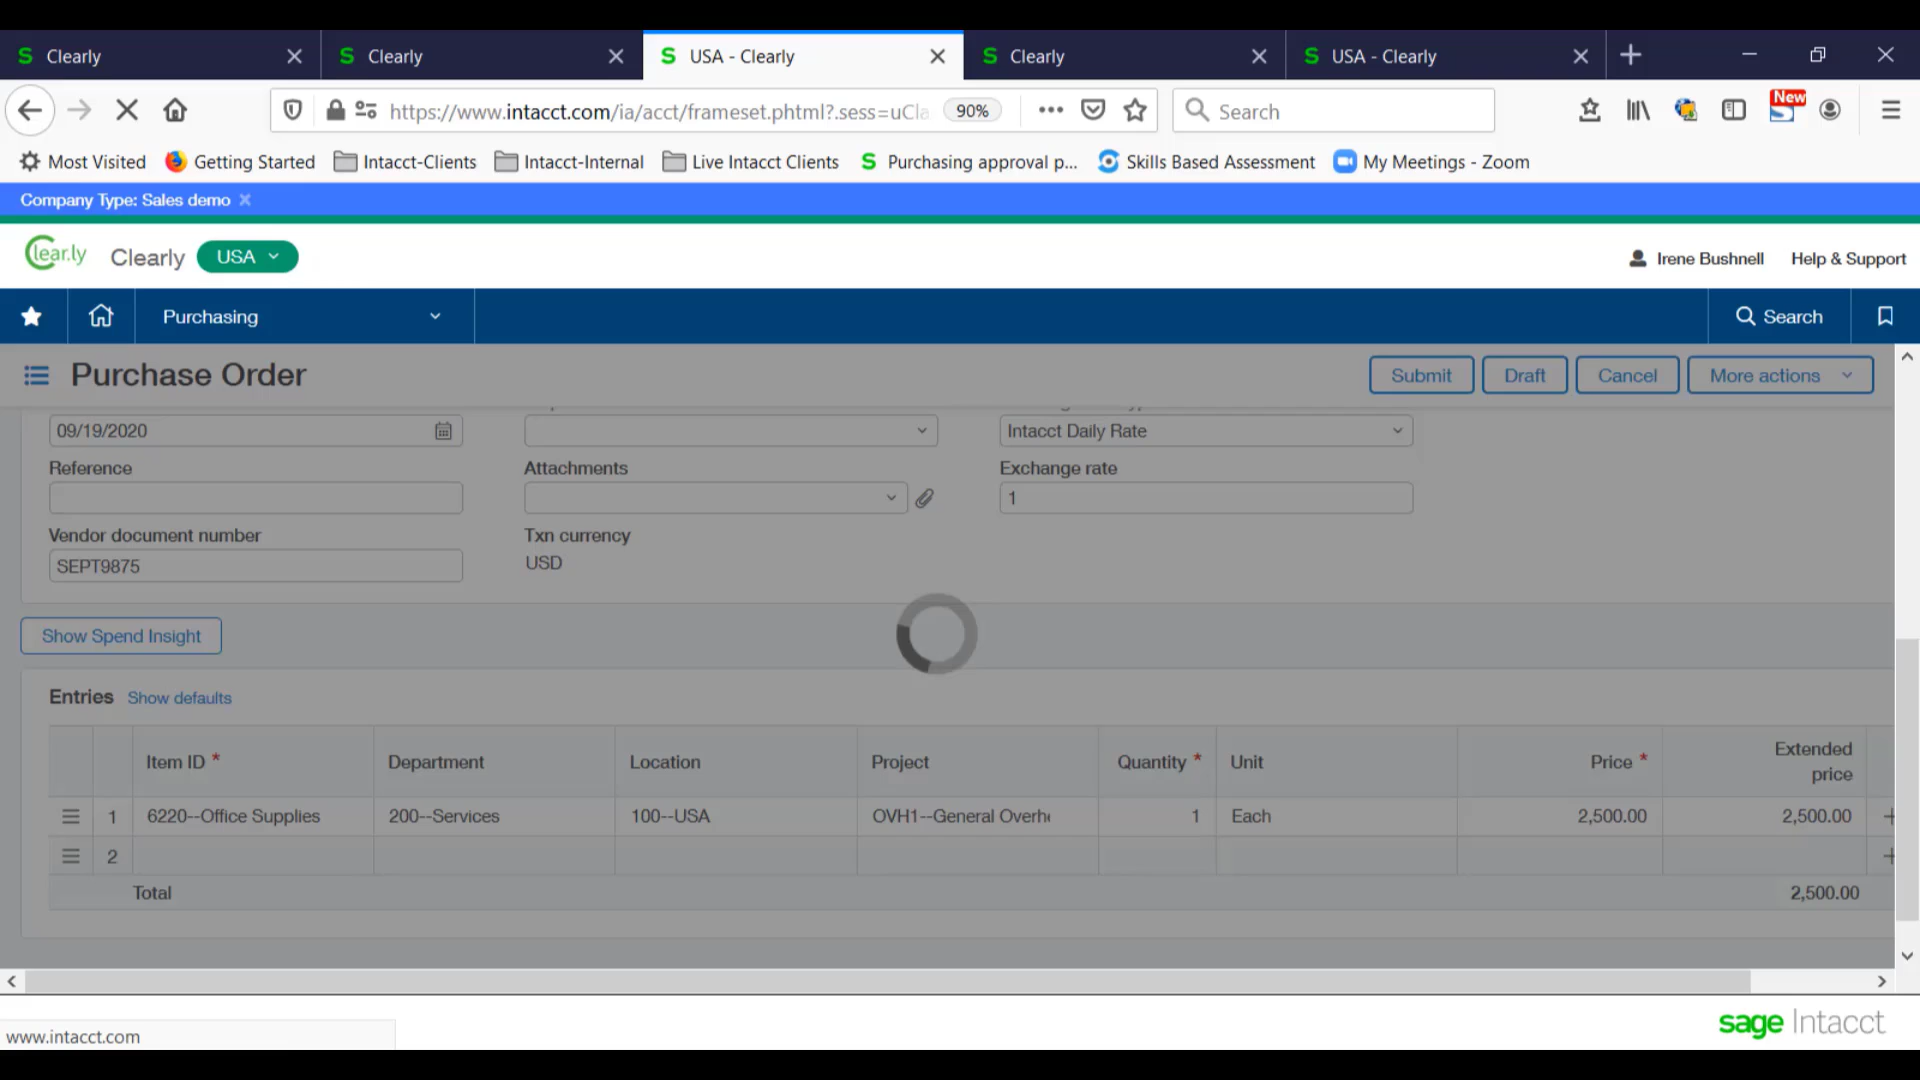 Clearly
Clearly
USA - Clearly
Clearly
USA - Clearly
https://www.intacct.com/ia/acct/frameset.phtml?.sess=uCla
90%
Search
New
Most Visited
Getting Started
Intacct-Clients
Intacct-Internal
Live Intacct Clients
Purchasing approval p...
Skills Based Assessment
My Meetings - Zoom
Company Type: Sales demo
Clear.ly
Clearly
USA
Irene Bushnell
Help & Support
Purchasing
Search
Purchase Order
Submit
Draft
Cancel
More actions
09/19/2020
Intacct Daily Rate
Reference
Attachments
Exchange rate
1
Vendor document number
Txn currency
SEPT9875
USD
Show Spend Insight
Entries Show defaults
Item ID * Department Location Project Quantity * Unit Price * Extended price
1 6220--Office Supplies 200--Services 100--USA OVH1--General Overhe 1 Each 2,500.00 2,500.00
2
Total 2,500.00
www.intacct.com
sage Intacct